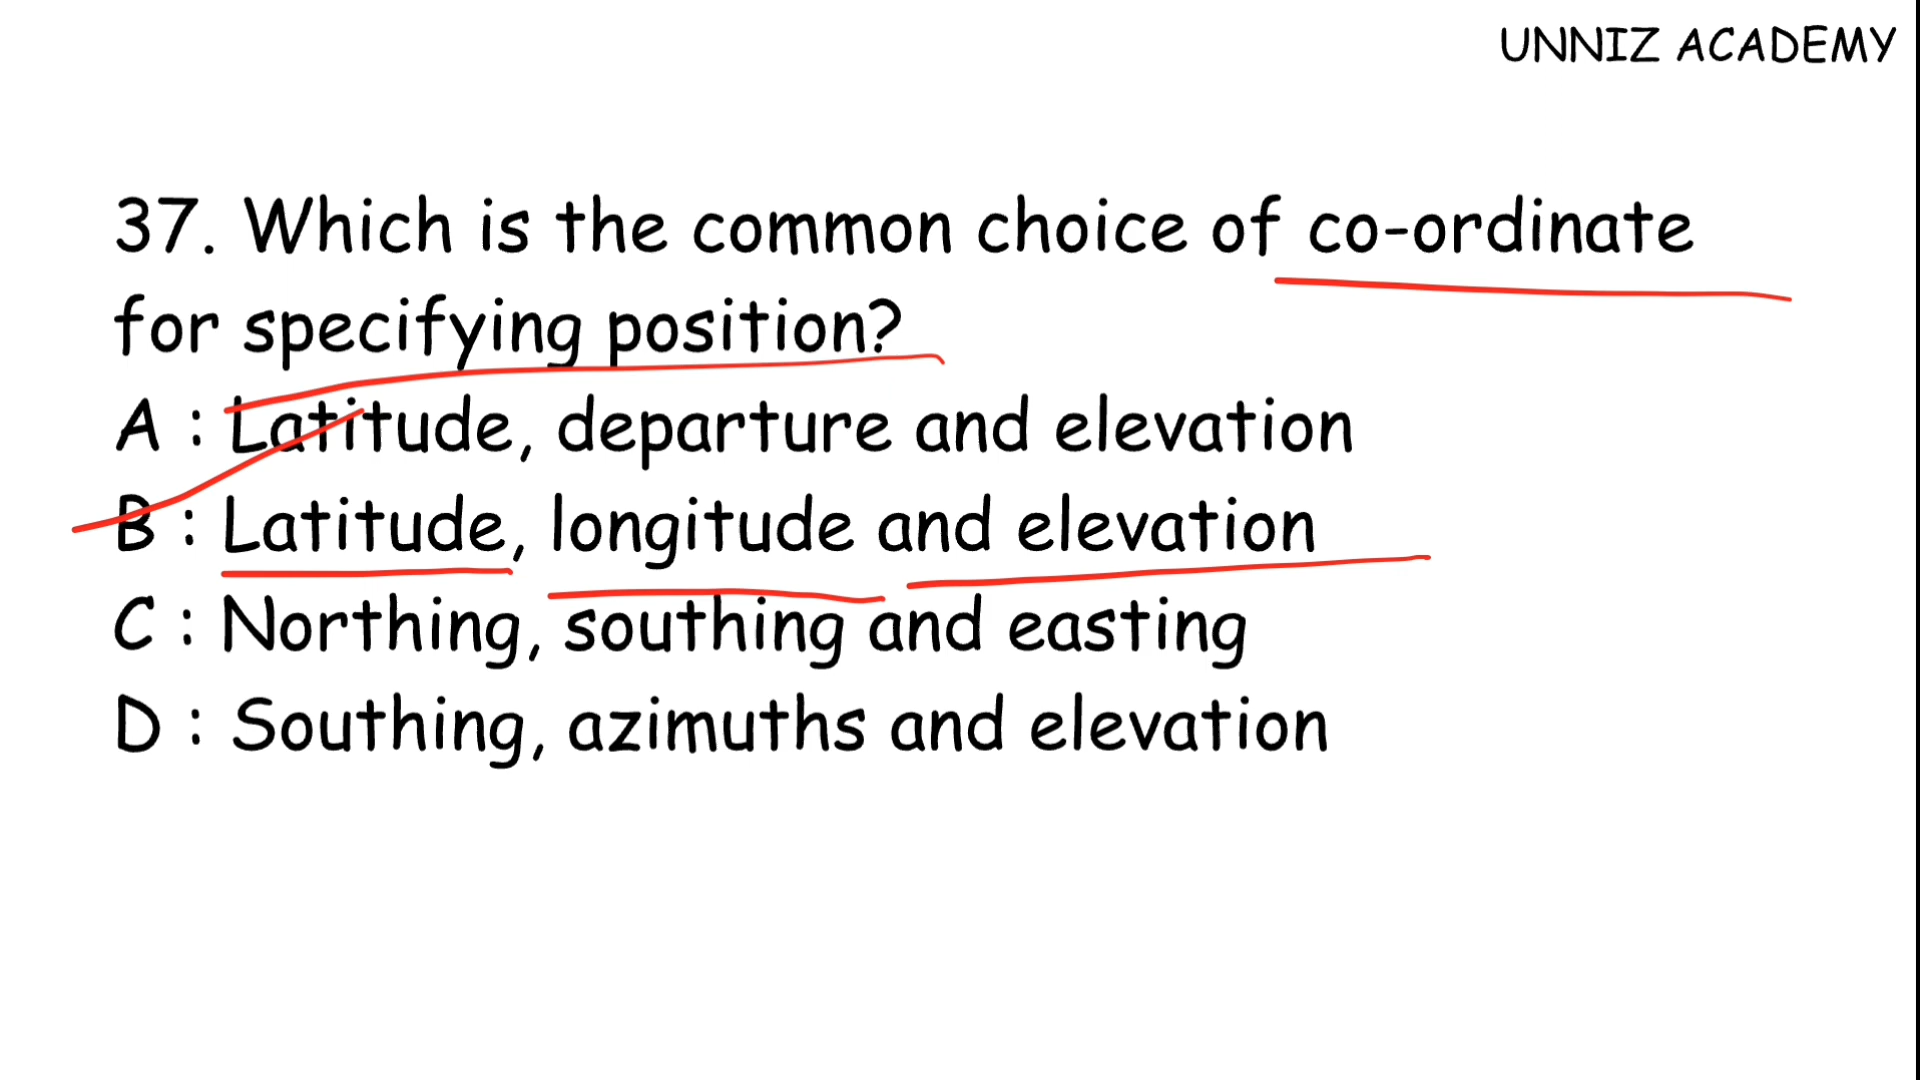 UNNIZ ACADEMY
37. Which is the common choice of co-ordinate
for specifying position?
A : Latitude, departure and elevation
B : Latitude, longitude and elevation
C : Northing, southing and easting
D : Southing, azimuths and elevation